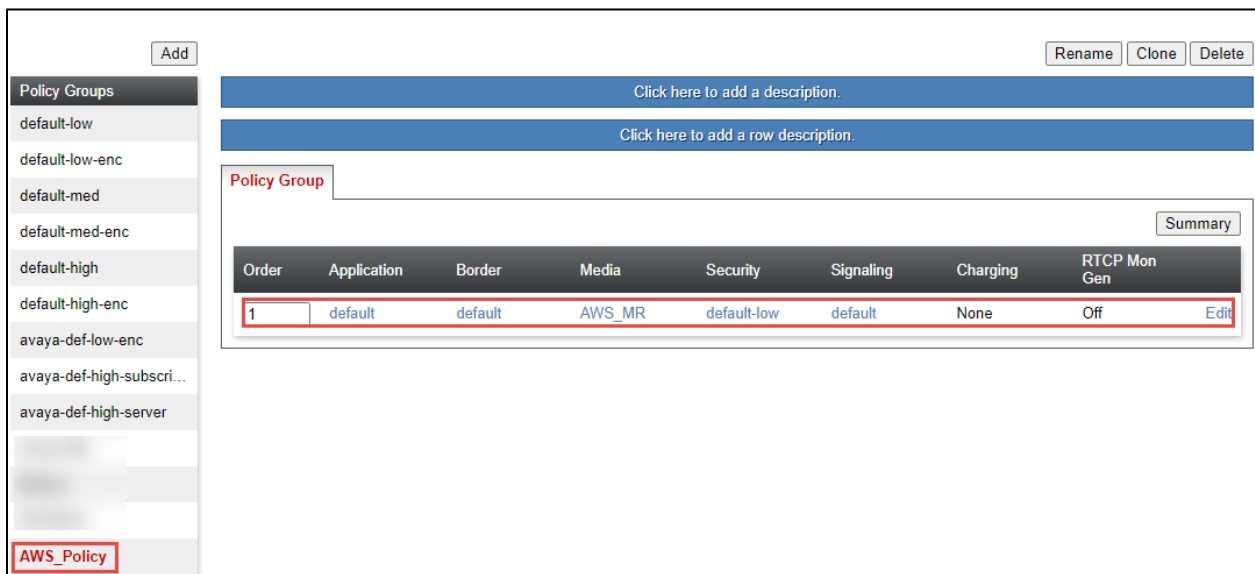 Add
Rename Clone Delete
Policy Groups
default-low
default-low-enc
default-med
default-med-enc
default-high
default-high-enc
avaya-def-low-enc
avaya-def-high-subscri...
avaya-def-high-server
AWS_Policy
Click here to add a description.
Click here to add a row description.
Policy Group
Summary
Order Application Border Media Security Signaling Charging RTCP Mon Gen
1 default default AWS_MR default-low default None Off Edit